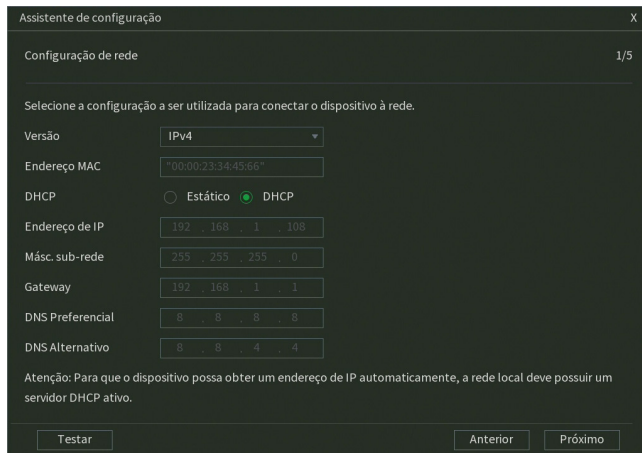 Assistente de configuração X
Configuração de rede 1/5
Selecione a configuração a ser utilizada para conectar o dispositivo à rede.
Versão IPv4
Endereço MAC "00:00:23:34:45:66"
DHCP Estático DHCP
Endereço de IP 192 . 168 . 1 . 108
Másc. sub-rede 255 . 255 . 255 . 0
Gateway 192 . 168 . 1 . 1
DNS Preferencial 8 . 8 . 8 . 8
DNS Alternativo 8 . 8 . 4 . 4
Atenção: Para que o dispositivo possa obter um endereço de IP automaticamente, a rede local deve possuir um
servidor DHCP ativo.
Testar Anterior Próximo